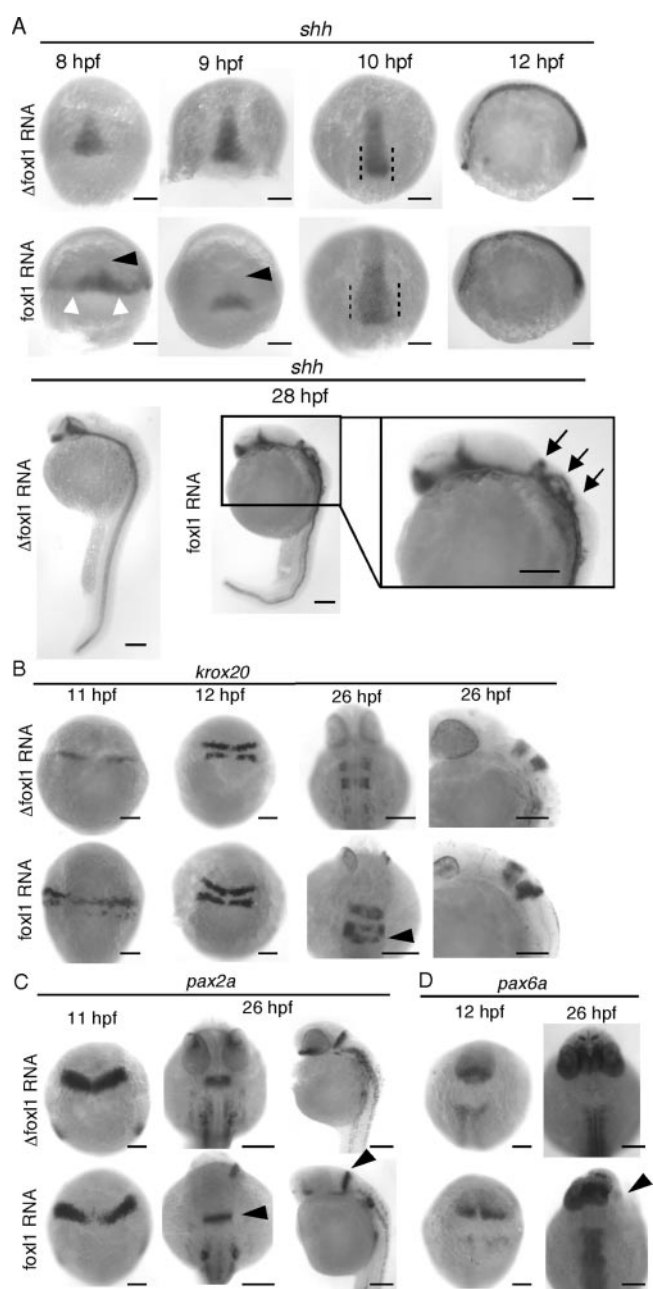 A
shh
8 hpf 9 hpf 10 hpf 12 hpf
Δfoxl1 RNA
foxl1 RNA
shh
28 hpf
Δfoxl1 RNA
foxl1 RNA
B
krox20
11 hpf 12 hpf 26 hpf 26 hpf
Δfoxl1 RNA
foxl1 RNA
C
pax2a
11 hpf 26 hpf
Δfoxl1 RNA
foxl1 RNA
D
pax6a
12 hpf 26 hpf